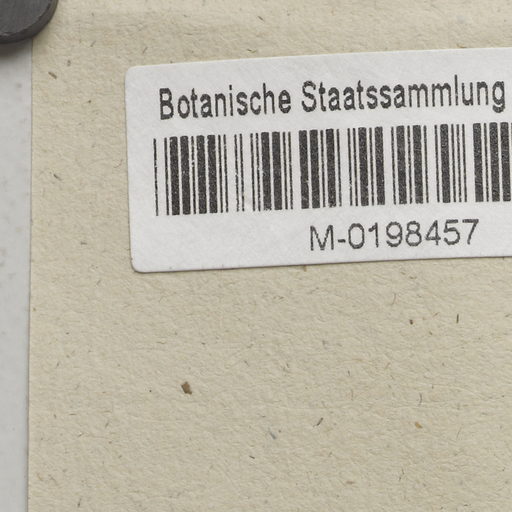 Botanische Staatssammlung
M-0198457